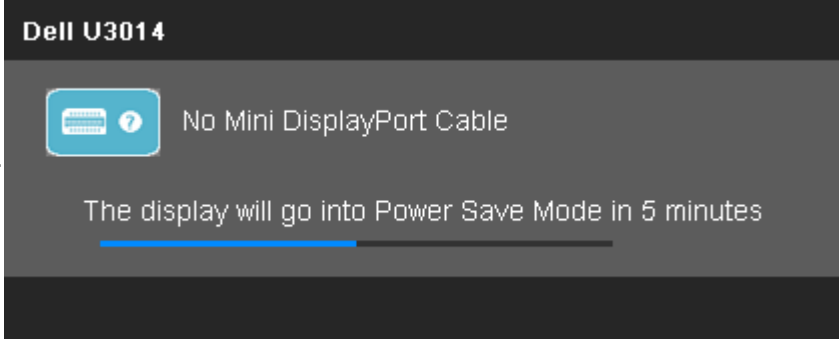 Dell U3014
No Mini DisplayPort Cable
The display will go into Power Save Mode in 5 minutes